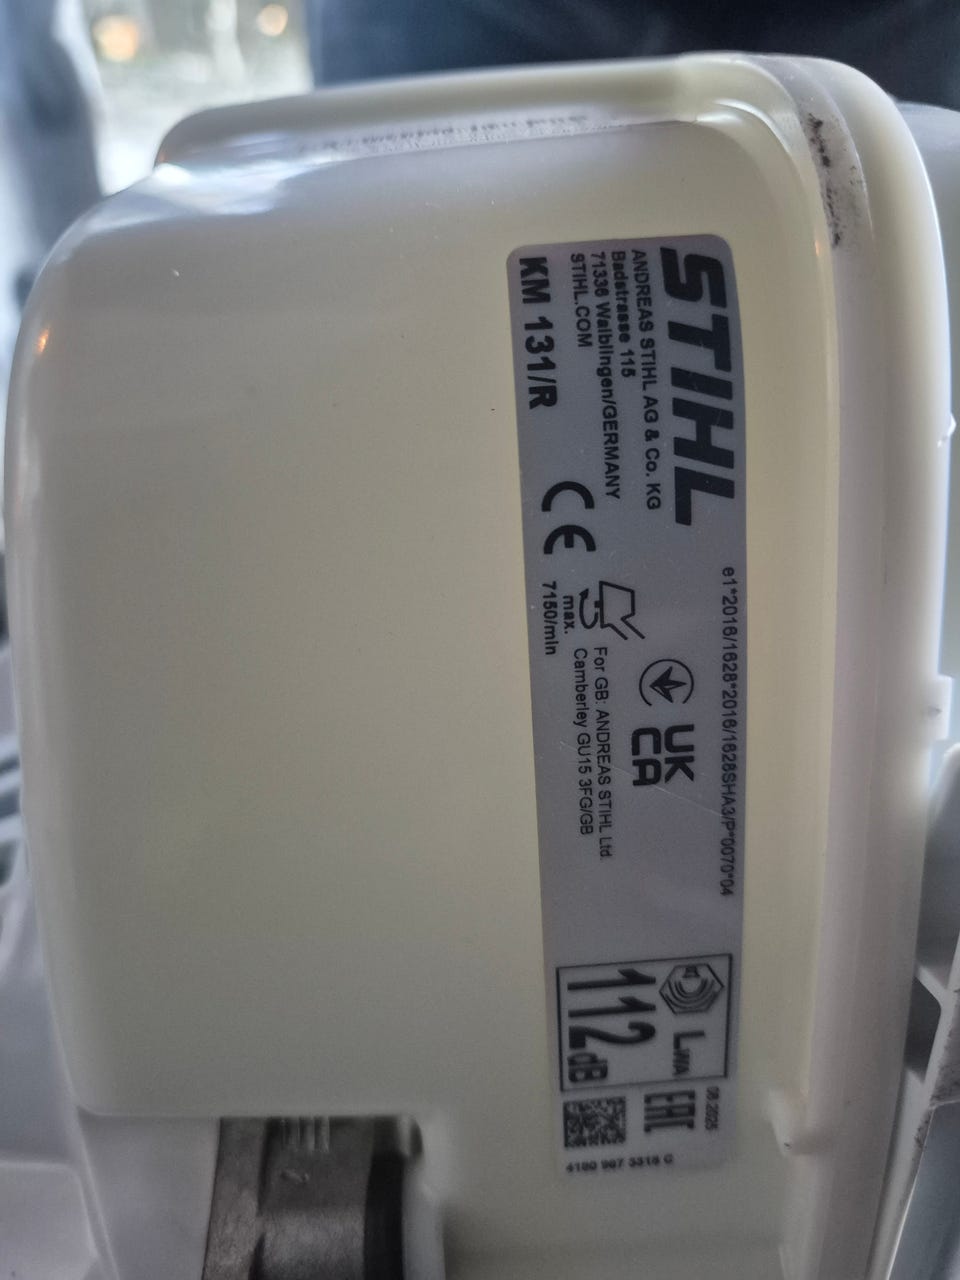 STIHL
ANDREAS STIHL AG & Co. KG
Badstrasse 115
71336 Waiblingen/GERMANY
STIHL.COM
KM 131/R
CE
max.
7150/min
e1*2016/1628*2016/1628SHA3/P*0070*04
UK
CA
For GB: ANDREAS STIHL Ltd.
Camberley GU15 3FG/GB
LWA
112dB
08.2025
EAC
4180 967 3318 C